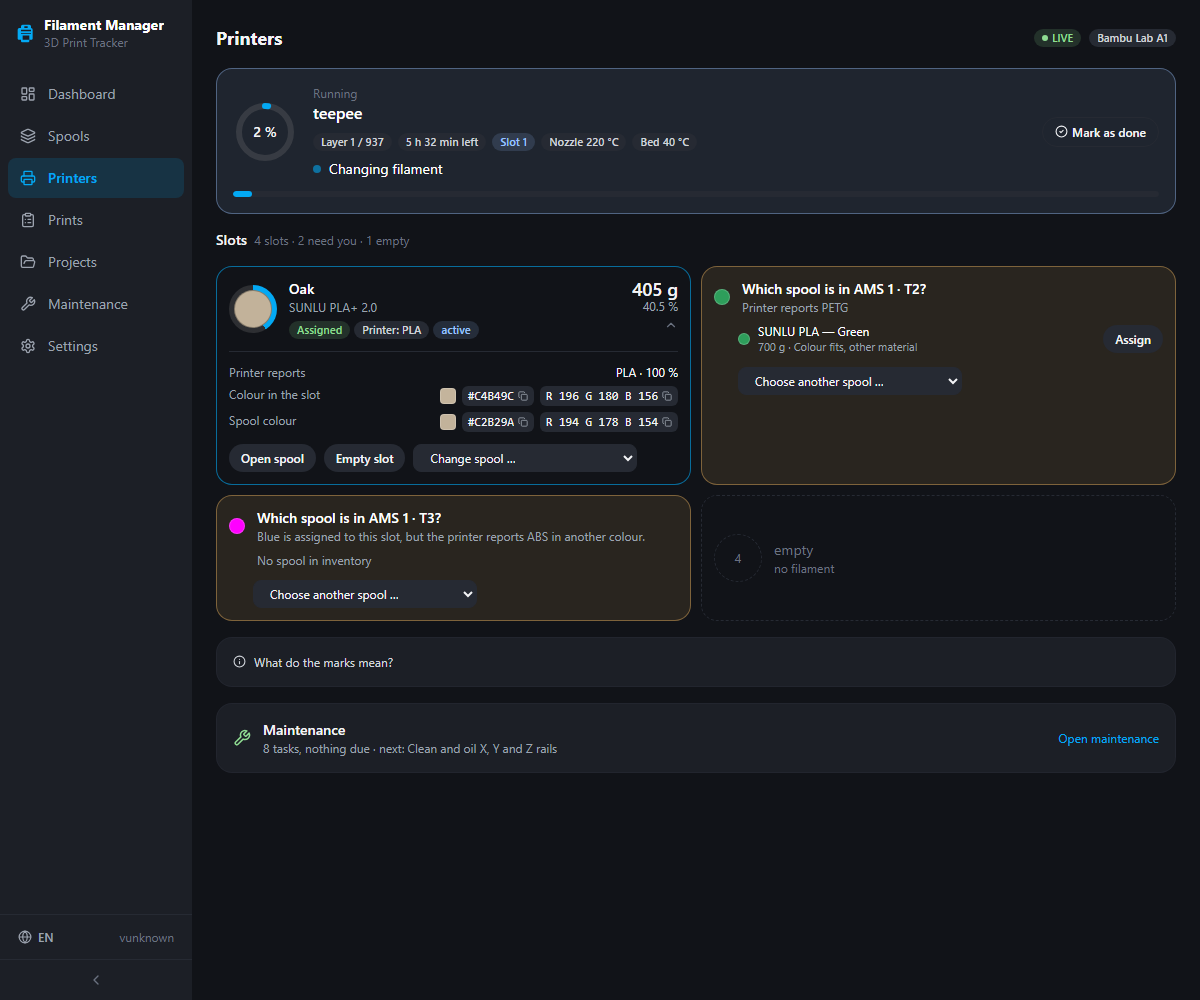 Filament Manager
3D Print Tracker
Dashboard
Spools
Printers
Prints
Projects
Maintenance
Settings
EN
vunknown
Printers
LIVE
Bambu Lab A1
2 %
Running
teepee
Layer 1 / 937
5 h 32 min left
Slot 1
Nozzle 220 °C
Bed 40 °C
Changing filament
Mark as done
Slots 4 slots · 2 need you · 1 empty
Oak
SUNLU PLA+ 2.0
Assigned
Printer: PLA
active
405 g
40.5 %
Printer reports
PLA · 100 %
Colour in the slot
#C4B49C
R 196 G 180 B 156
Spool colour
#C2B29A
R 194 G 178 B 154
Open spool
Empty slot
Change spool ...
Which spool is in AMS 1 · T2?
Printer reports PETG
SUNLU PLA — Green
700 g · Colour fits, other material
Assign
Choose another spool ...
Which spool is in AMS 1 · T3?
Blue is assigned to this slot, but the printer reports ABS in another colour.
No spool in inventory
Choose another spool ...
4
empty
no filament
What do the marks mean?
Maintenance
8 tasks, nothing due · next: Clean and oil X, Y and Z rails
Open maintenance